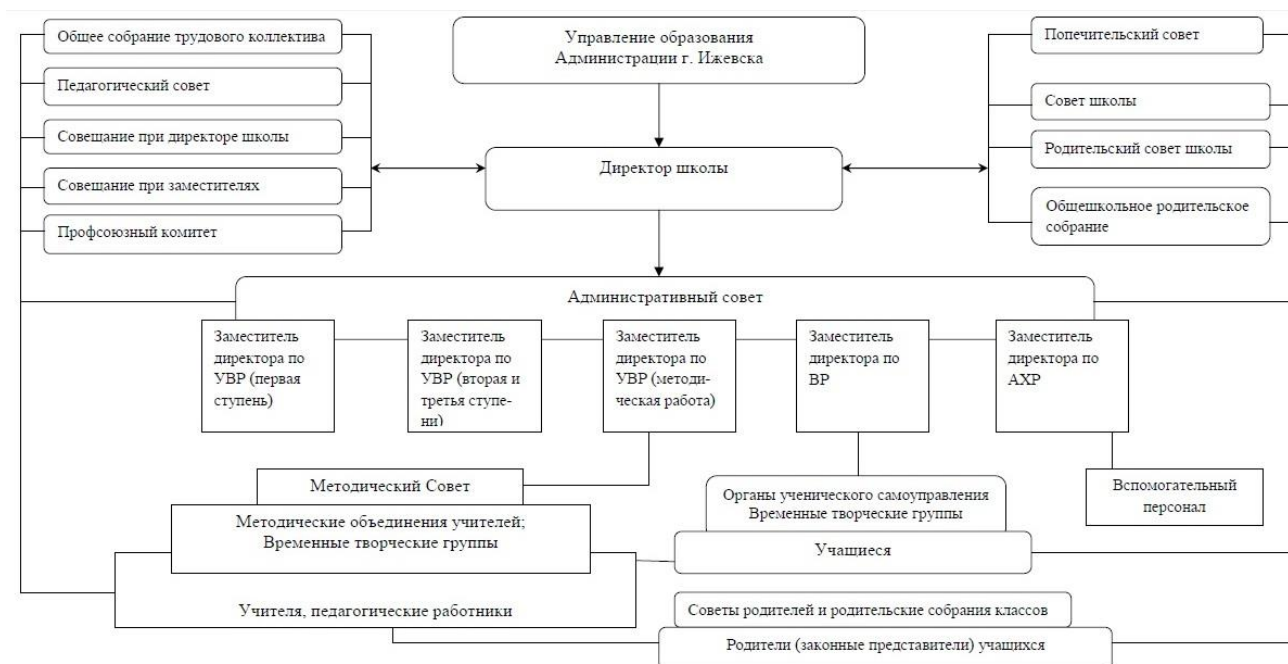 Общее собрание трудового коллектива
Педагогический совет
Совещание при директоре школы
Совещание при заместителях
Профсоюзный комитет
Управление образования
Администрации г. Ижевска
Директор школы
Попечительский совет
Совет школы
Родительский совет школы
Общешкольное родительское
собрание
Административный совет
Заместитель
директора по
УВР (первая
ступень)
Заместитель
директора по
УВР (вторая и
третья ступе-
ни)
Заместитель
директора по
УВР (методи-
ческая работа)
Заместитель
директора по
ВР
Заместитель
директора по
АХР
Методический Совет
Методические объединения учителей;
Временные творческие группы
Учителя, педагогические работники
Органы ученического самоуправления
Временные творческие группы
Учащиеся
Вспомогательный
персонал
Советы родителей и родительские собрания классов
Родители (законные представители) учащихся